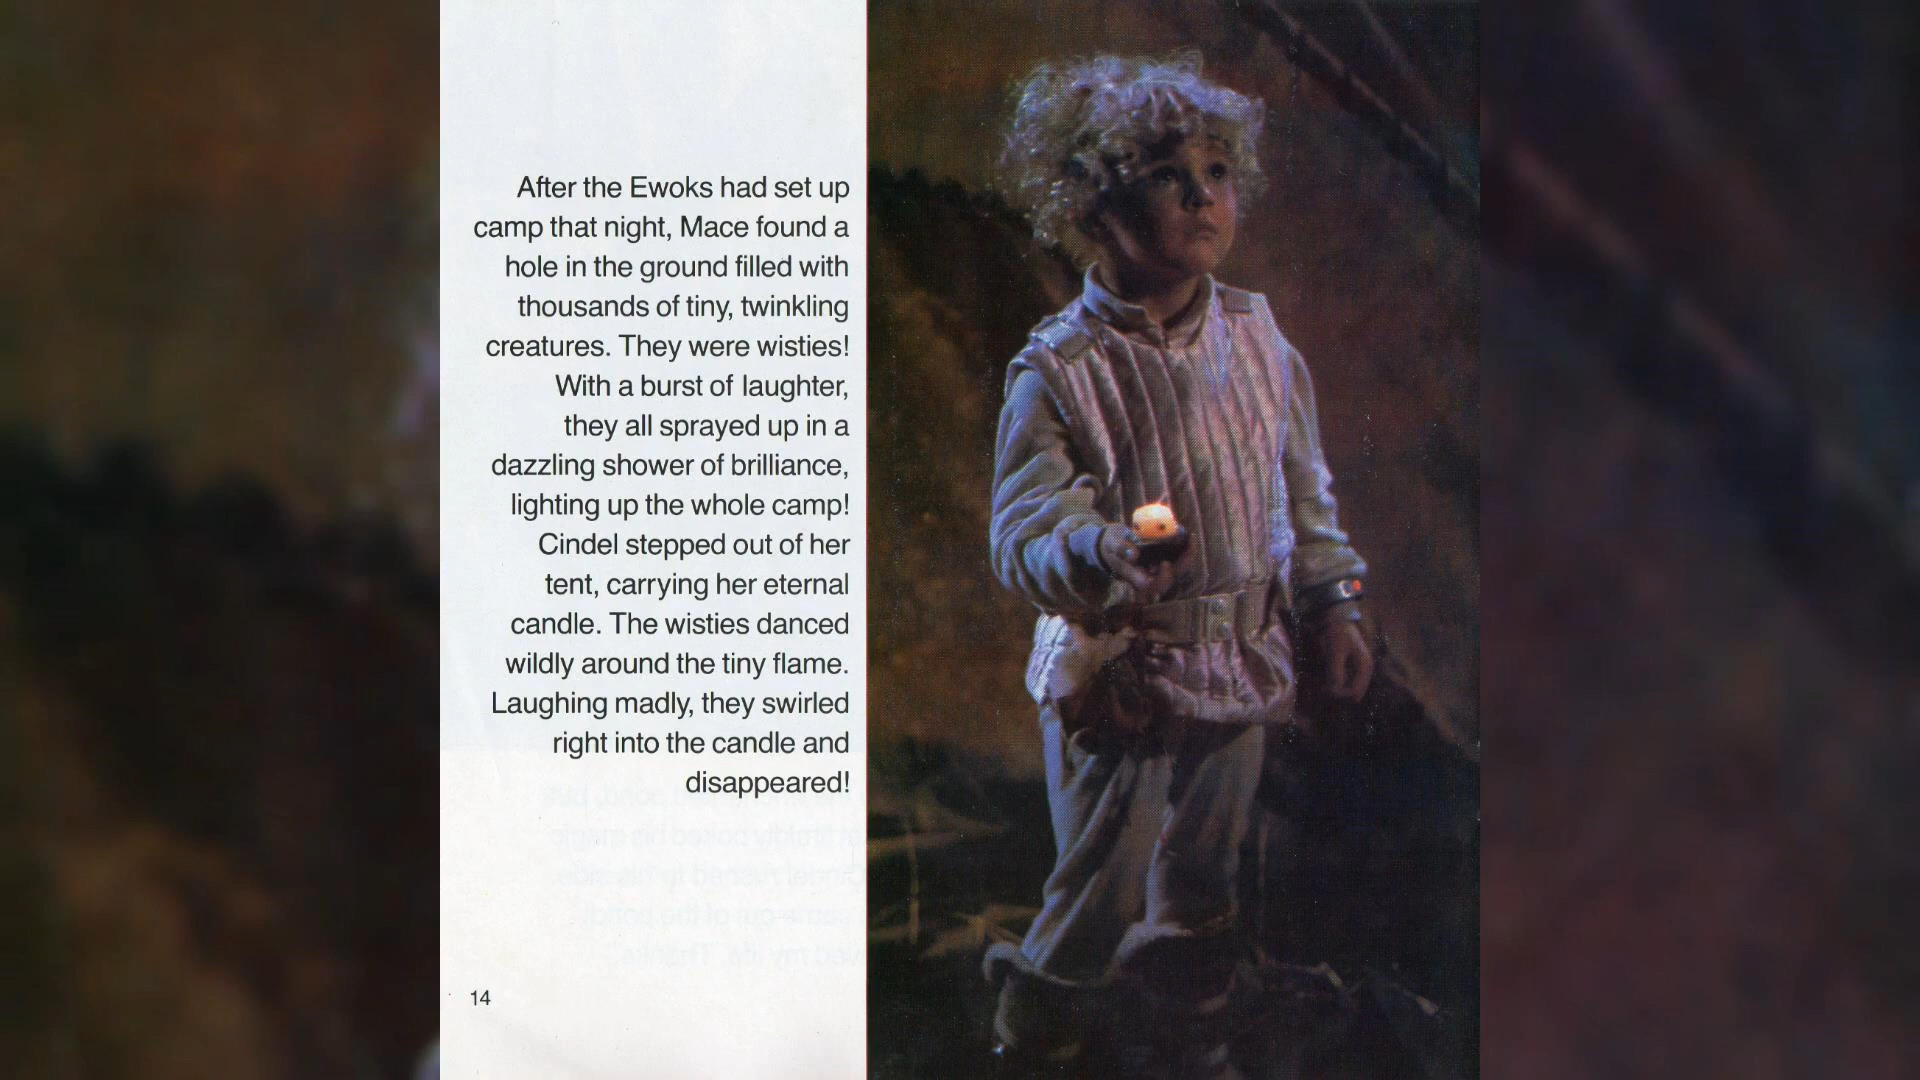 After the Ewoks had set up
camp that night, Mace found a
hole in the ground filled with
thousands of tiny, twinkling
creatures. They were wisties!
With a burst of laughter,
they all sprayed up in a
dazzling shower of brilliance,
lighting up the whole camp!
Cindel stepped out of her
tent, carrying her eternal
candle. The wisties danced
wildly around the tiny flame.
Laughing madly, they swirled
right into the candle and
disappeared!
14